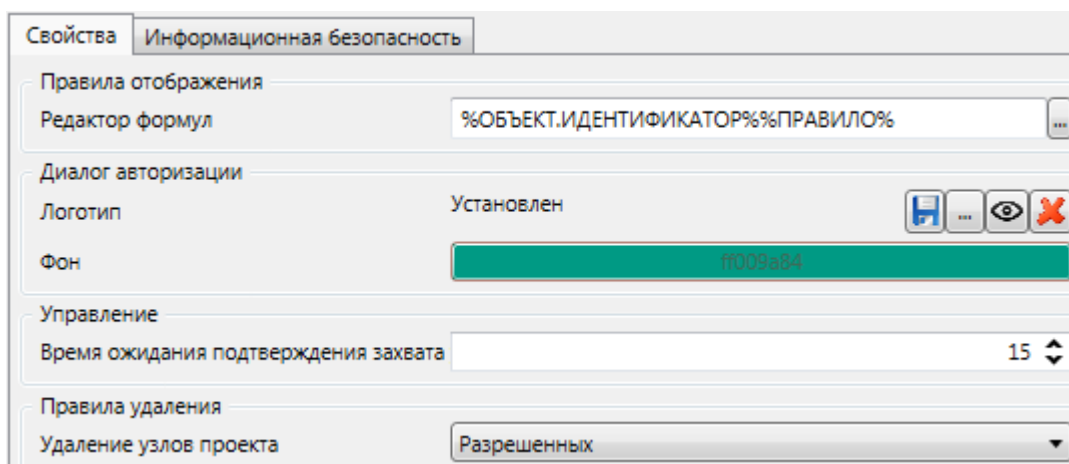 Свойства Информационная безопасность
Правила отображения
Редактор формул %ОБЪЕКТ.ИДЕНТИФИКАТОР%%ПРАВИЛО% ...
Диалог авторизации
Логотип Установлен ...
Фон ff009a84
Управление
Время ожидания подтверждения захвата 15
Правила удаления
Удаление узлов проекта Разрешенных